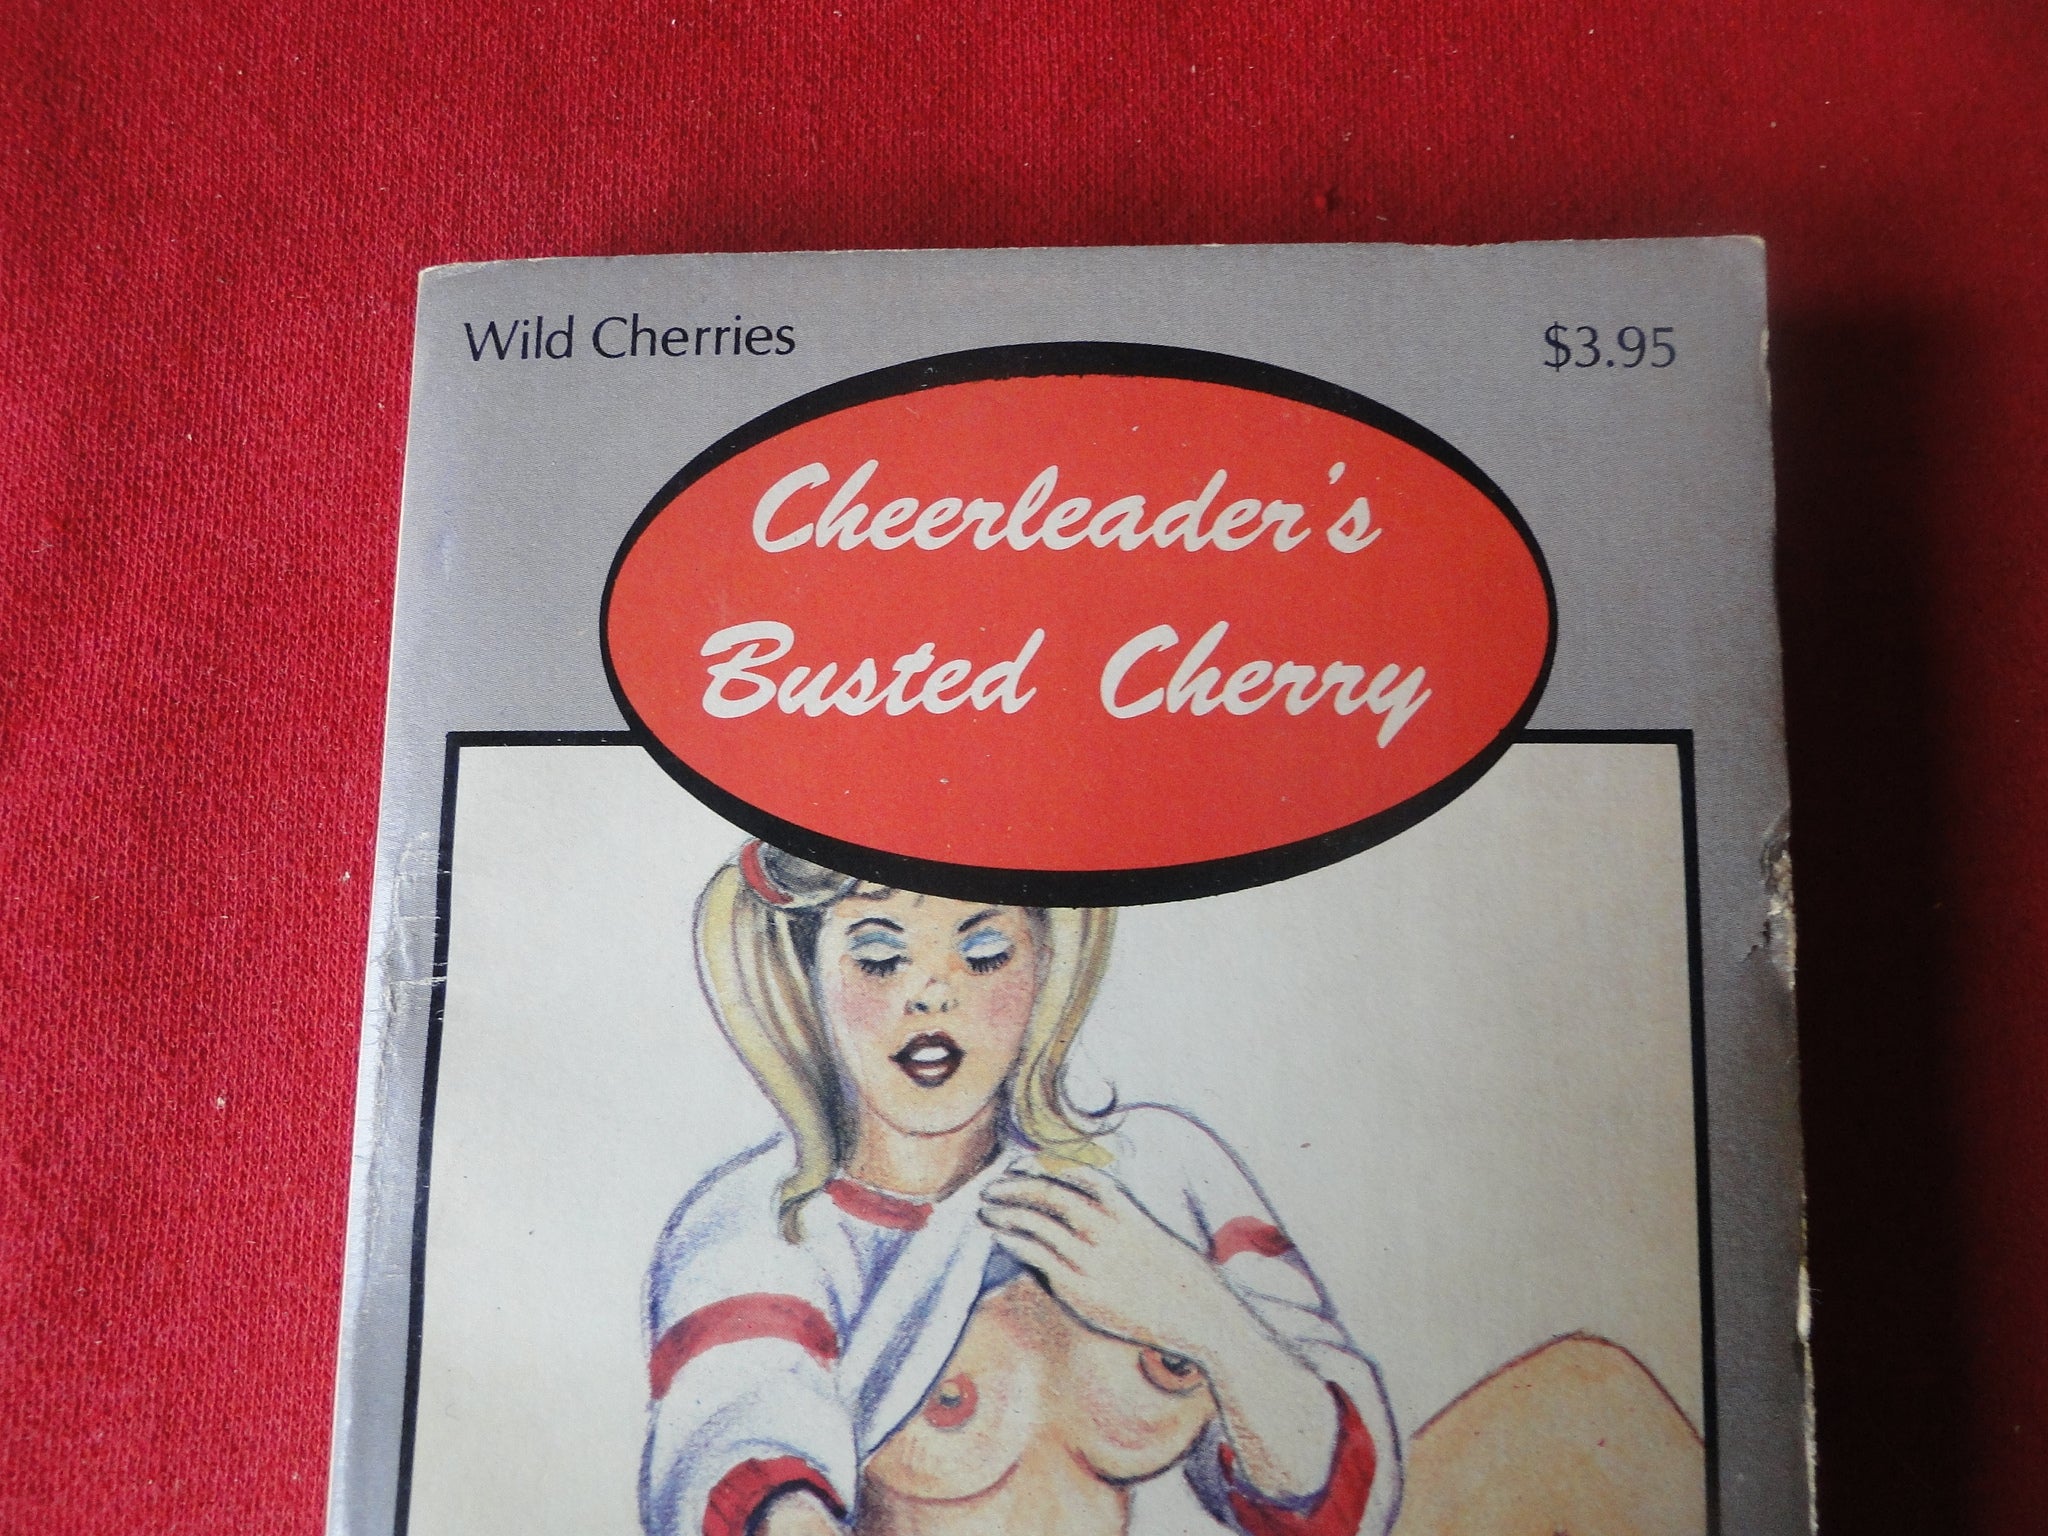 Wild Cherries
$3.95
Cheerleader's
Busted Cherry